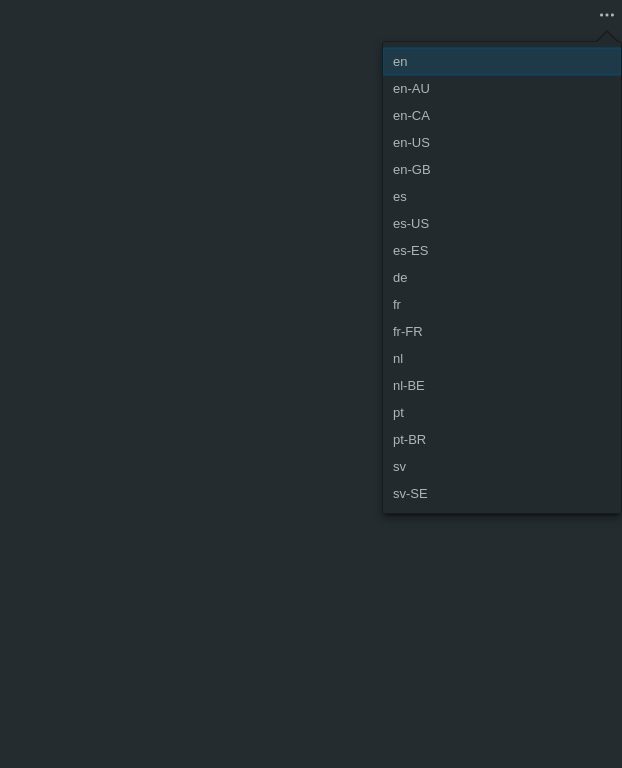 en
en-AU
en-CA
en-US
en-GB
es
es-US
es-ES
de
fr
fr-FR
nl
nl-BE
pt
pt-BR
sv
sv-SE